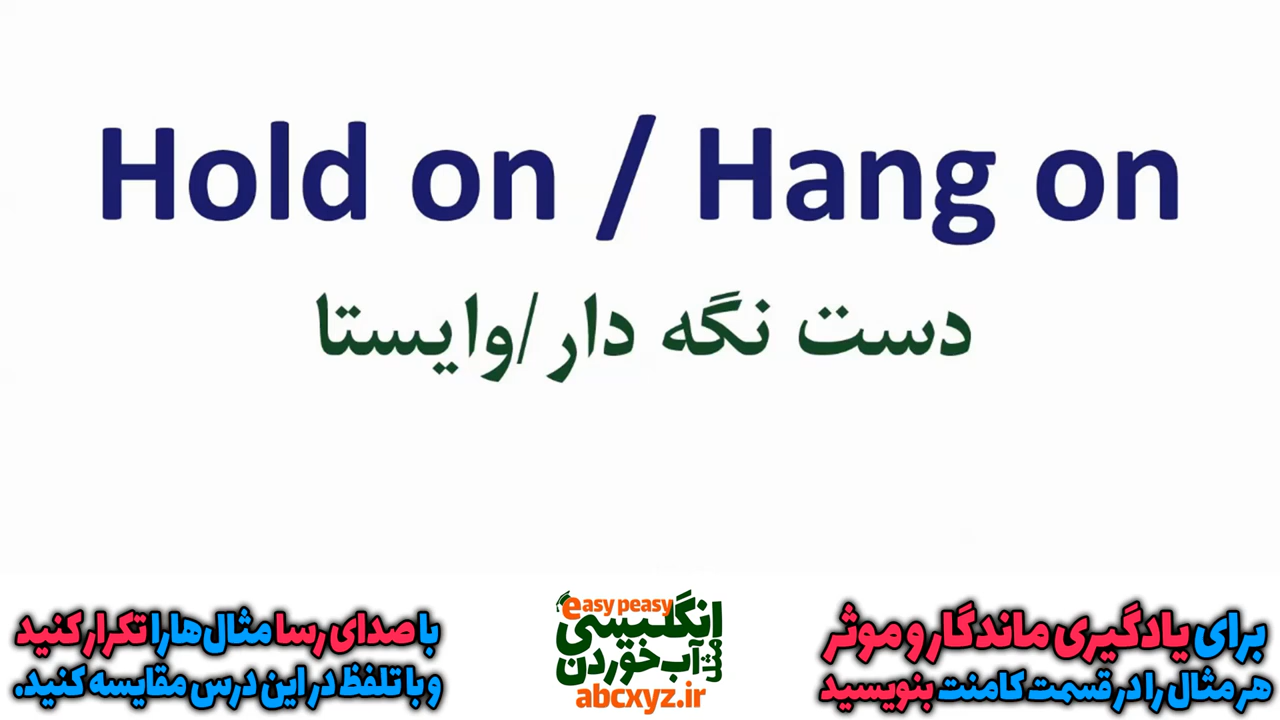 Hold on / Hang on
دست نگه دار/وایستا
برای یادگیری ماندگار و موثر
هر مثال را در قسمت کامنت بنویسید
easy peasy
انگلیسی
مثل آب خوردن
abcxyz.ir
با صدای رسا مثال‌ها را تکرار کنید
و با تلفظ در این درس مقایسه کنید.